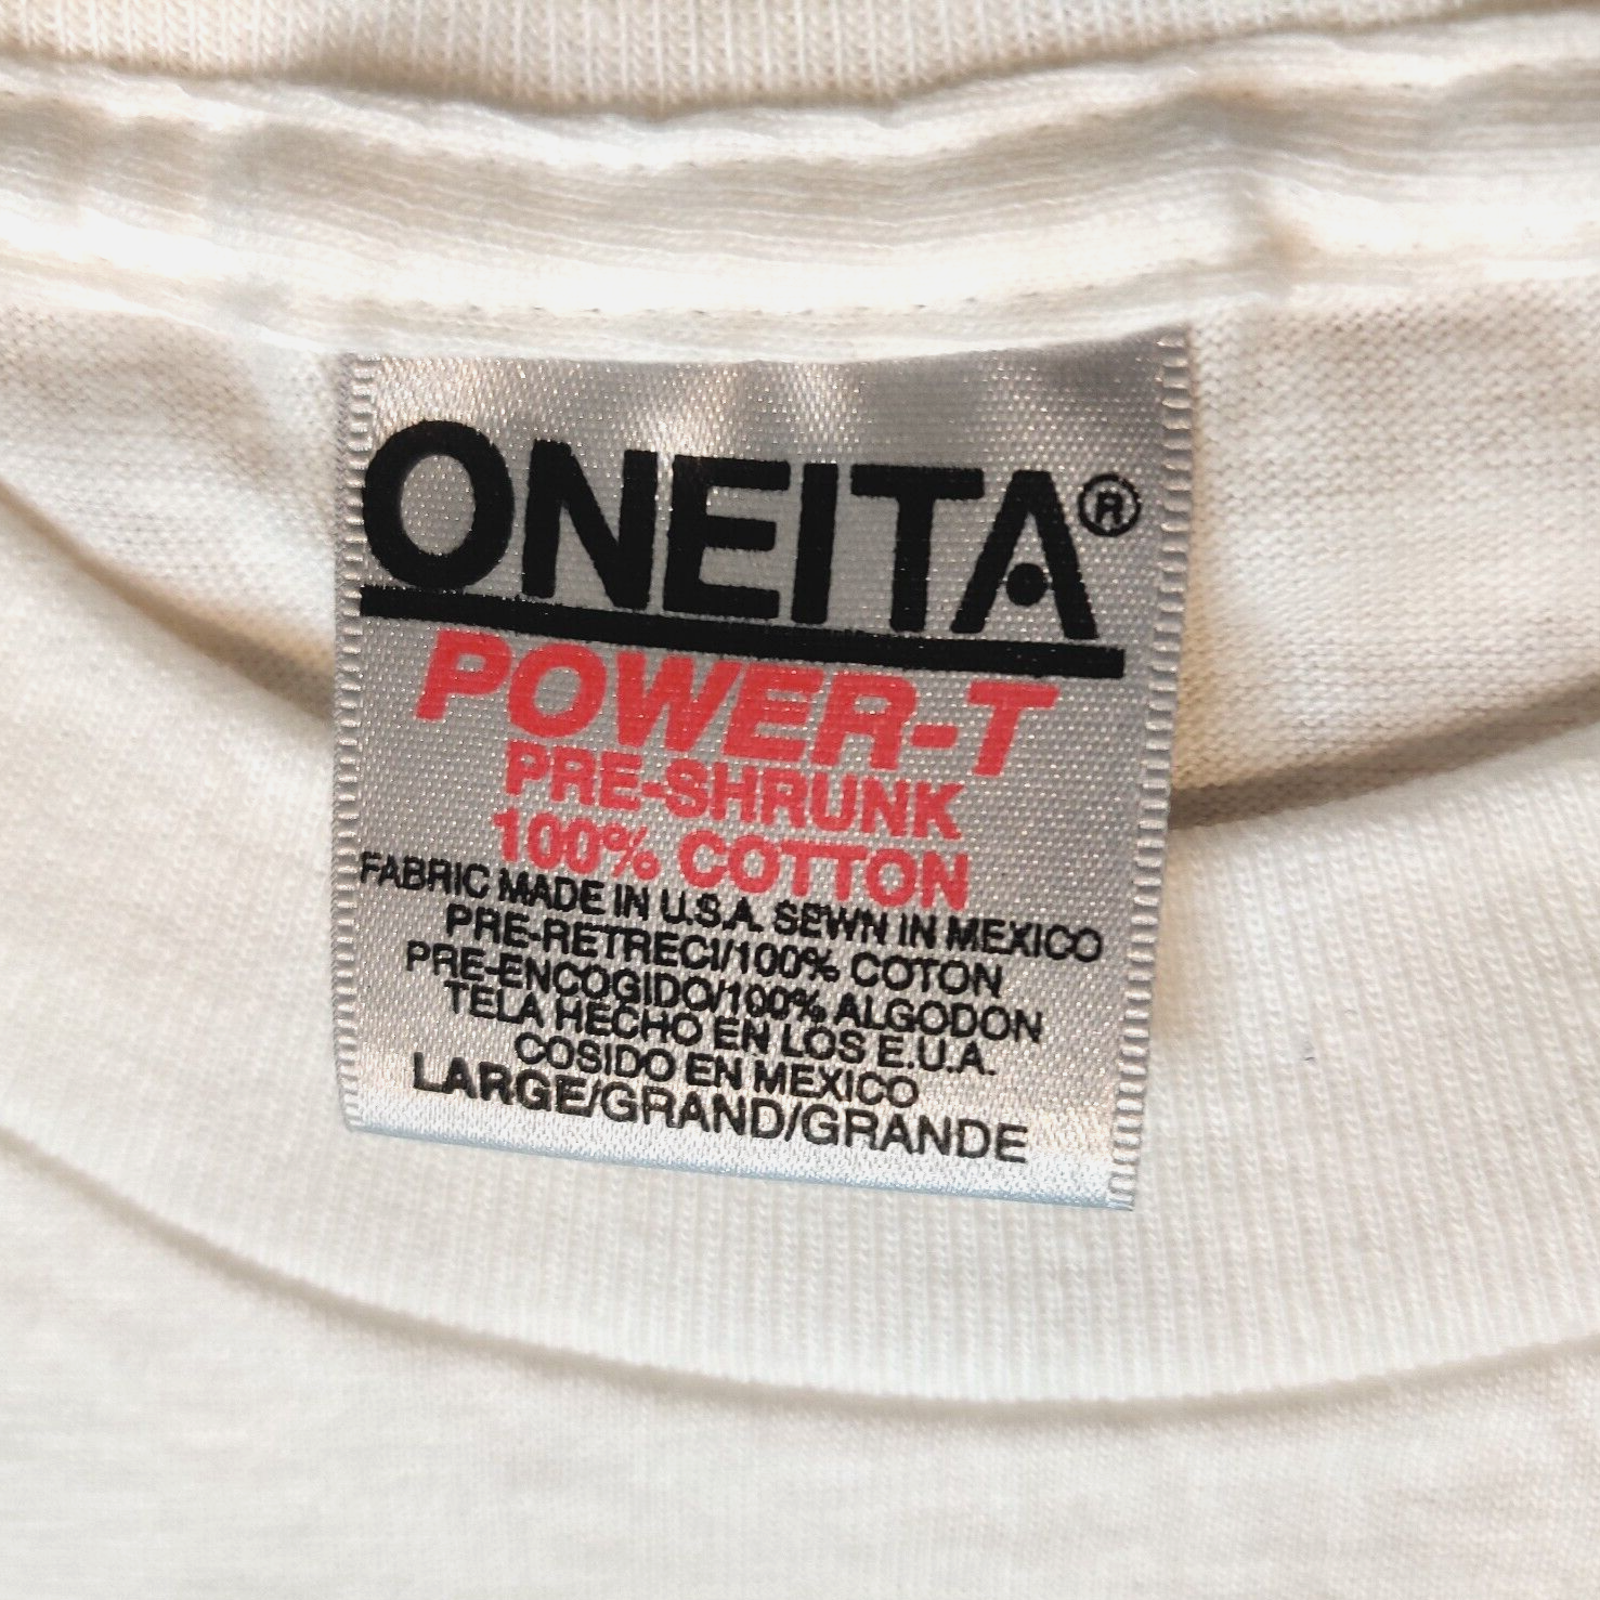 ONEITA®
POWER-T
PRE-SHRUNK
100% COTTON
FABRIC MADE IN U.S.A. SEWN IN MEXICO
PRE-RETRECI/100% COTON
PRE-ENCOGIDO/100% ALGODON
TELA HECHO EN LOS E.U.A.
COSIDO EN MEXICO
LARGE/GRAND/GRANDE